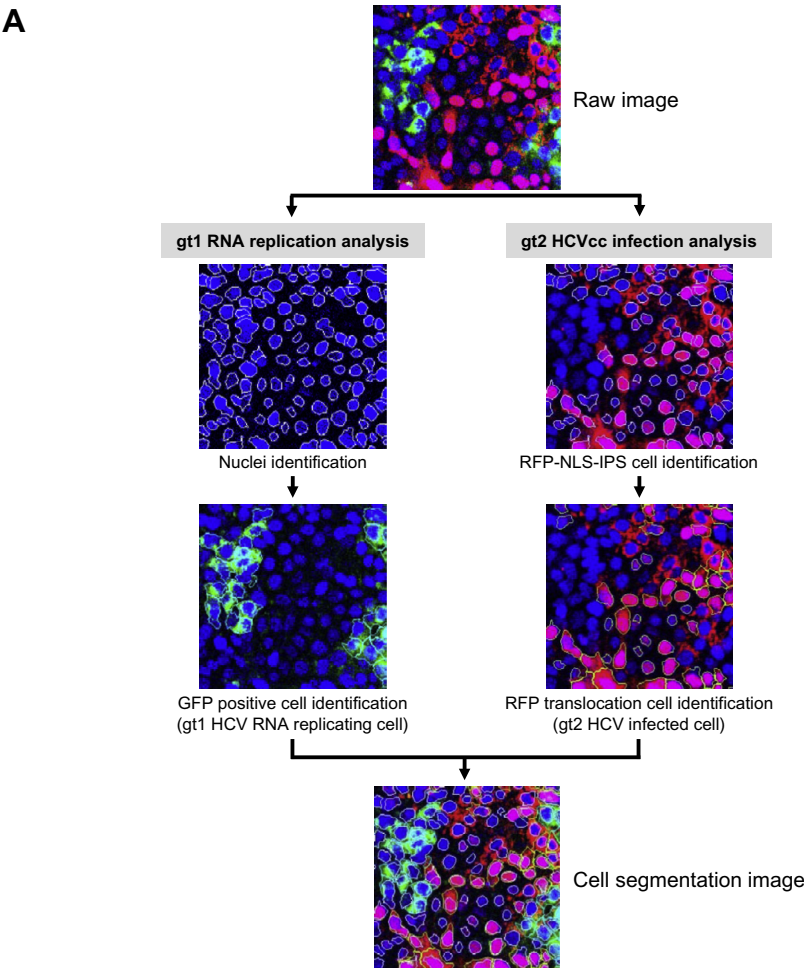 A
Raw image
gt1 RNA replication analysis
gt2 HCVcc infection analysis
Nuclei identification
RFP-NLS-IPS cell identification
GFP positive cell identification
(gt1 HCV RNA replicating cell)
RFP translocation cell identification
(gt2 HCV infected cell)
Cell segmentation image